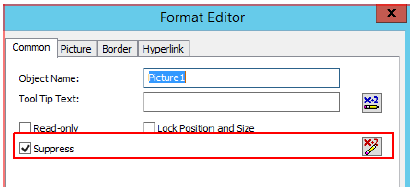 Format Editor
x
Common Picture Border Hyperlink
Object Name: Picture1
Tool Tip Text:
x-2
Read-only Lock Position and Size
Suppress
x-2